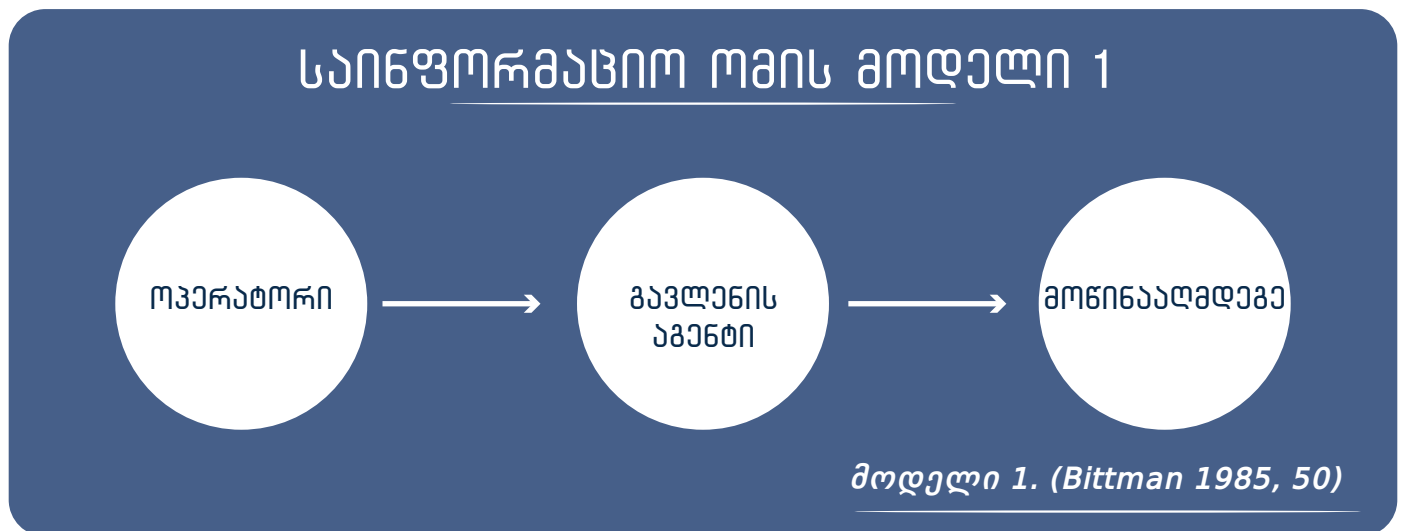 საინფორმაციო ომის მოდელი 1
ოპერატორი
გავლენის
აგენტი
მოწინააღმდეგე
მოდელი 1. (Bittman 1985, 50)